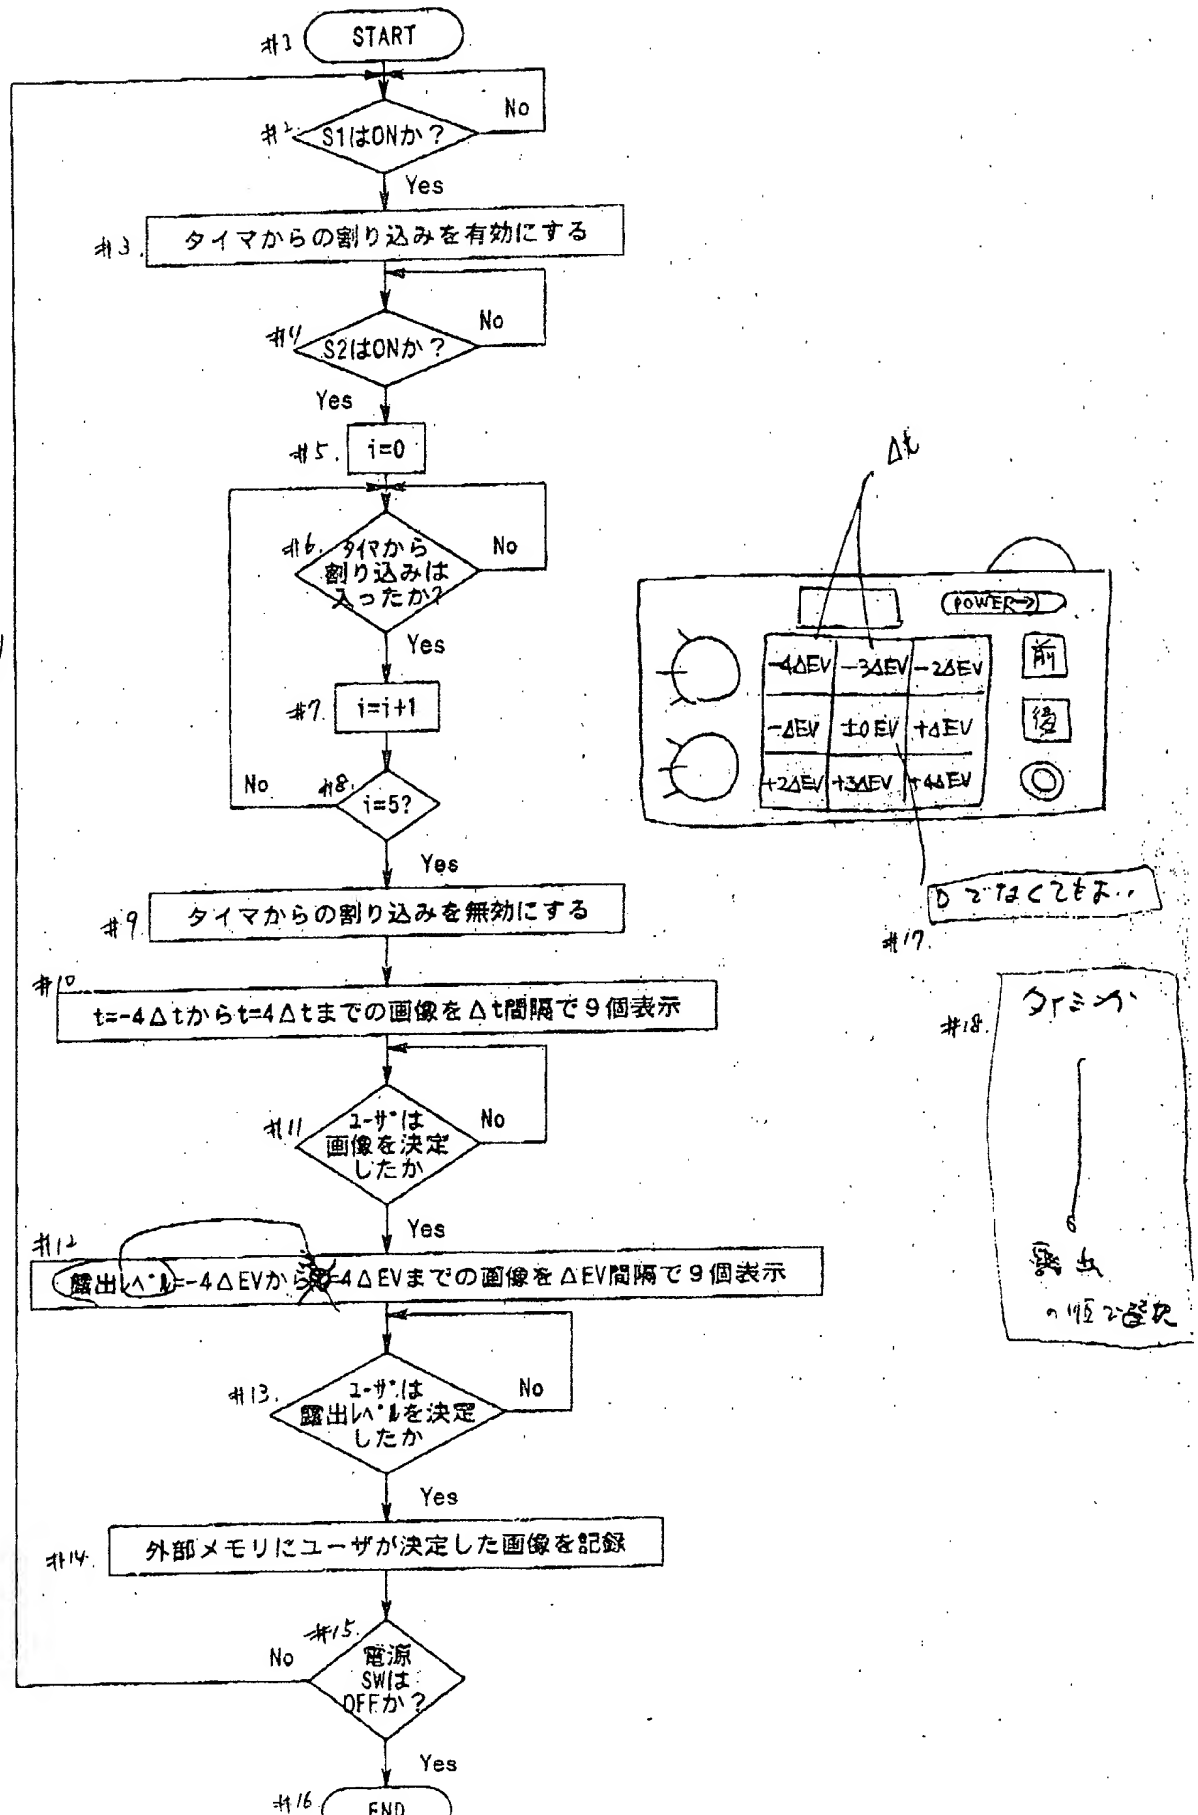 #1 START
No
#2. S1はONか?
Yes
#3. タイマからの割り込みを有効にする
No
#4 S2はONか?
Yes
#5. i=0
#6. タイマから
割り込みは
入ったか?
No
Yes
#7. i=i+1
No
#8. i=5?
Yes
#9 タイマからの割り込みを無効にする
#10
t=-4Δtからt=4Δtまでの画像をΔt間隔で9個表示
#11 ユーザは
画像を決定
したか
No
Yes
#12
露出レベル=-4ΔEVから=4ΔEVまでの画像をΔEV間隔で9個表示
#13. ユーザは
露出レベルを決定
したか
No
Yes
#14. 外部メモリにユーザが決定した画像を記録
#15.
No
電源
SWは
OFFか?
Yes
#16 END
Δt
POWER→
-4ΔEV -3ΔEV -2ΔEV
前
-ΔEV ±0EV +ΔEV
後
+2ΔEV +3ΔEV +4ΔEV
0でなくてもよ
#17.
#18.
露出
の順で選択